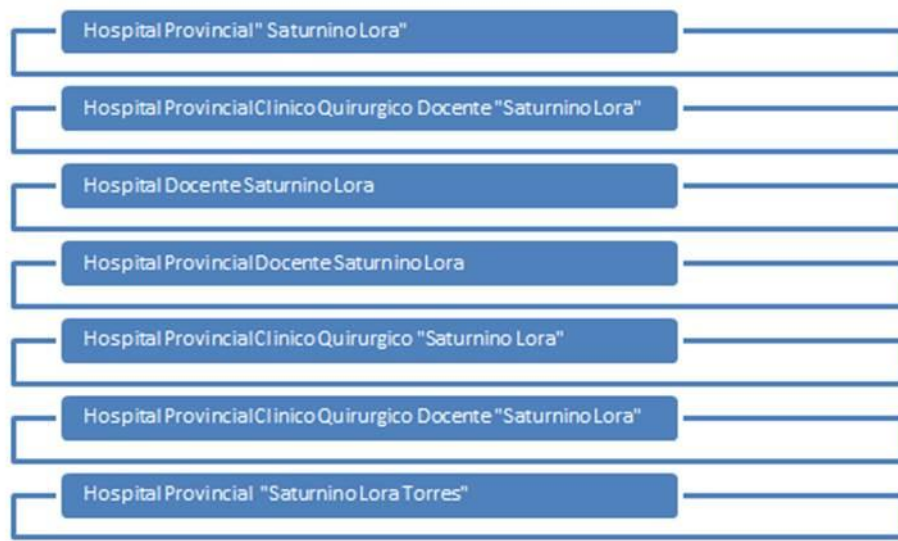 Hospital Provincial" Saturnino Lora"
Hospital Provincial Clinico Quirurgico Docente "Saturnino Lora"
Hospital Docente Saturnino Lora
Hospital Provincial Docente Saturnino Lora
Hospital Provincial Clinico Quirurgico "Saturnino Lora"
Hospital Provincial Clinico Quirurgico Docente "Saturnino Lora"
Hospital Provincial "Saturnino Lora Torres"